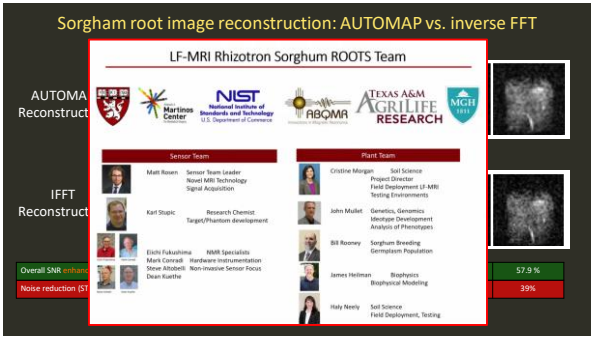 Sorgham root image reconstruction: AUTOMAP vs. inverse FFT
LF-MRI Rhizotron Sorghum ROOTS Team
AUTOMA
Reconstruct
IFFT
Reconstruct
Martinos
Center
NIST
National Institute of
Standards and Technology
U.S. Department of Commerce
ABQMR
TEXAS A&M
AGRILIFE
RESEARCH
MGH
1811
Sensor Team
Matt Rosen Sensor Team Leader
Novel MRI Technology
Signal Acquisition
Karl Stupic Research Chemist
Target/Phantom development
Eiichi Fukushima NMR Specialists
Mark Conradi Hardware Instrumentation
Steve Altobelli Non-invasive Sensor Focus
Dean Kuethe
Plant Team
Cristine Morgan Soil Science
Project Director
Field Deployment LF-MRI
Testing Environments
John Mullet Genetics, Genomics
Ideotype Development
Analysis of Phenotypes
Bill Rooney Sorghum Breeding
Germplasm Population
James Heilman Biophysics
Biophysical Modeling
Haly Neely Soil Science
Field Deployment, Testing
Overall SNR enhanc
57.9 %
Noise reduction (ST
39%